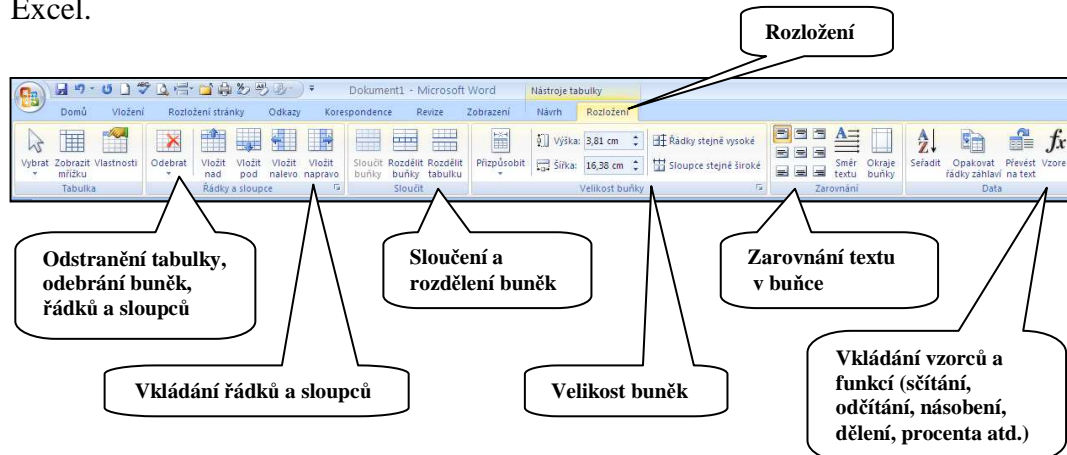 Excel.
Rozložení
Dokument1 - Microsoft Word
Nástroje tabulky
Domů Vložení Rozložení stránky Odkazy Korespondence Revize Zobrazení Návrh Rozložení
Vybrat Zobrazit mřížku Vlastnosti
Tabulka
Odebrat Vložit nad Vložit pod Vložit nalevo Vložit napravo
Řádky a sloupce
Sloučit buňky Rozdělit buňky Rozdělit tabulku
Sloučit
Přizpůsobit
Výška: 3,81 cm Řádky stejně vysoké
Šířka: 16,38 cm Sloupce stejně široké
Velikost buňky
Směr textu Okraje buňky
Zarovnání
Seřadit Opakovat řádky záhlaví Převést na text Vzore
Data
Odstranění tabulky,
odebrání buněk,
řádků a sloupců
Sloučení a
rozdělení buněk
Zarovnání textu
v buňce
Vkládání řádků a sloupců
Velikost buněk
Vkládání vzorců a
funkcí (sčítání,
odčítání, násobení,
dělení, procenta atd.)